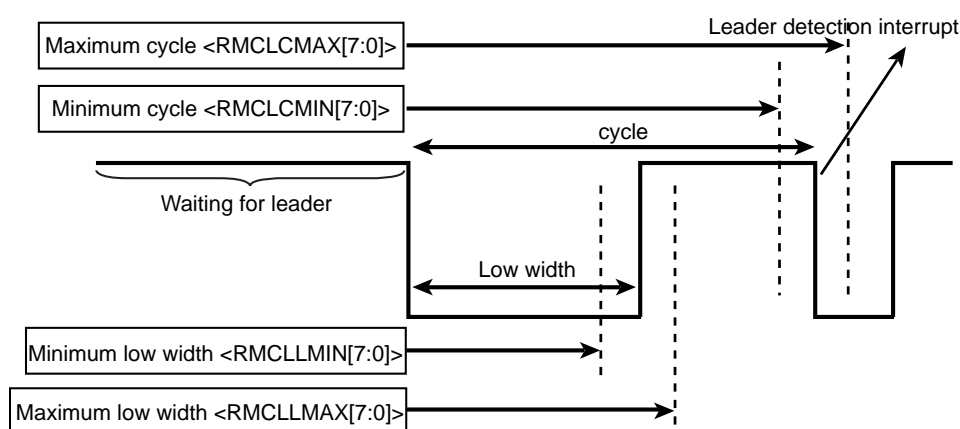 Leader detection interrupt
Maximum cycle <RMCLCMAX[7:0]>
Minimum cycle <RMCLCMIN[7:0]>
cycle
Waiting for leader
Low width
Minimum low width <RMCLLMIN[7:0]>
Maximum low width <RMCLLMAX[7:0]>